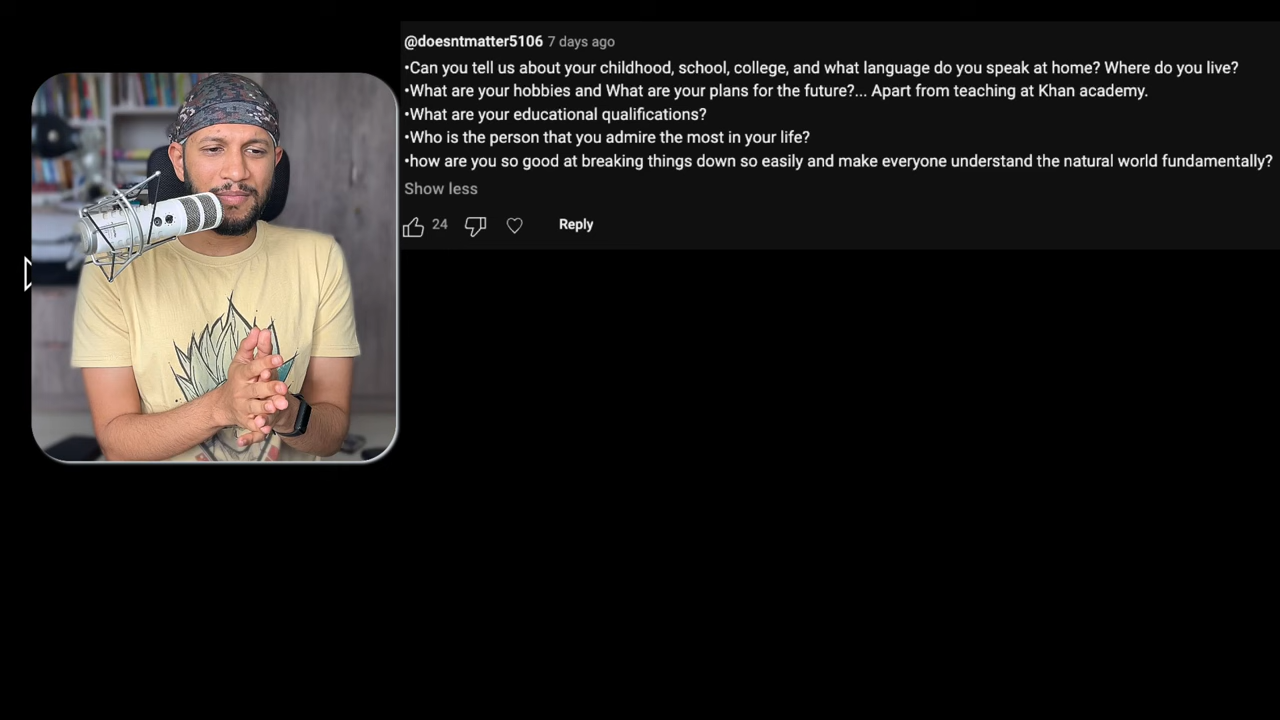 @doesntmatter5106 7 days ago
•Can you tell us about your childhood, school, college, and what language do you speak at home? Where do you live?
•What are your hobbies and What are your plans for the future?... Apart from teaching at Khan academy.
•What are your educational qualifications?
•Who is the person that you admire the most in your life?
•how are you so good at breaking things down so easily and make everyone understand the natural world fundamentally?
Show less
24 Reply